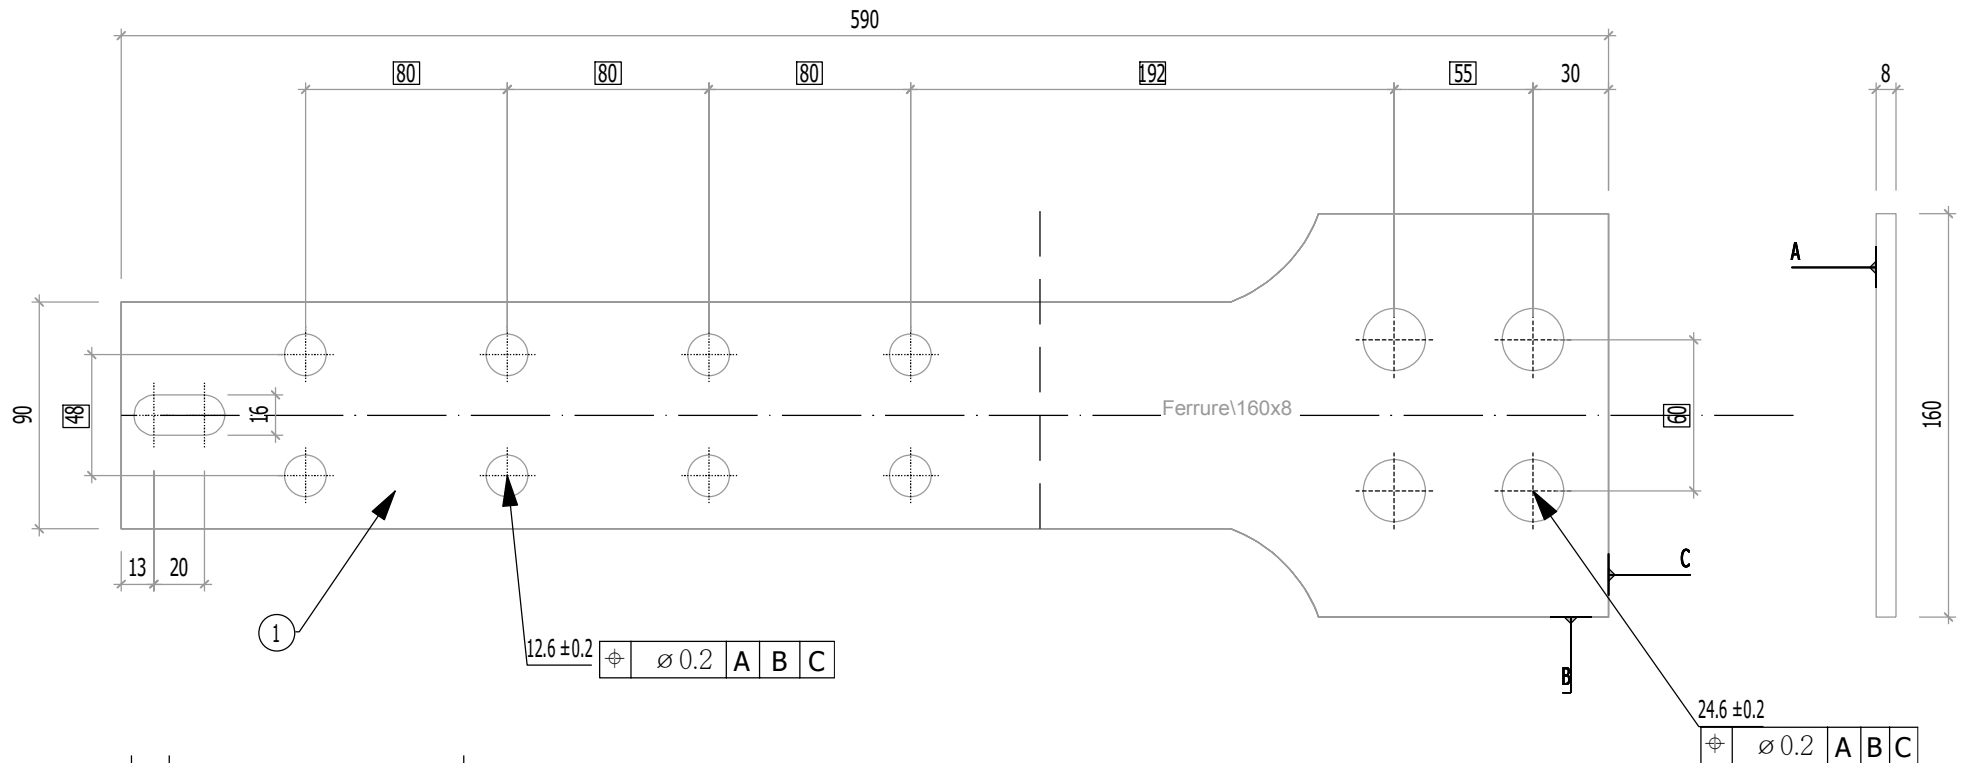 590
80 80 80 192 55 30 8
A
90 48 16 Ferrure\160x8 60 160
13 20
C
1
12.6 ±0.2 ⌖ ⌀ 0.2 A B C
B
24.6 ±0.2
⌖ ⌀ 0.2 A B C